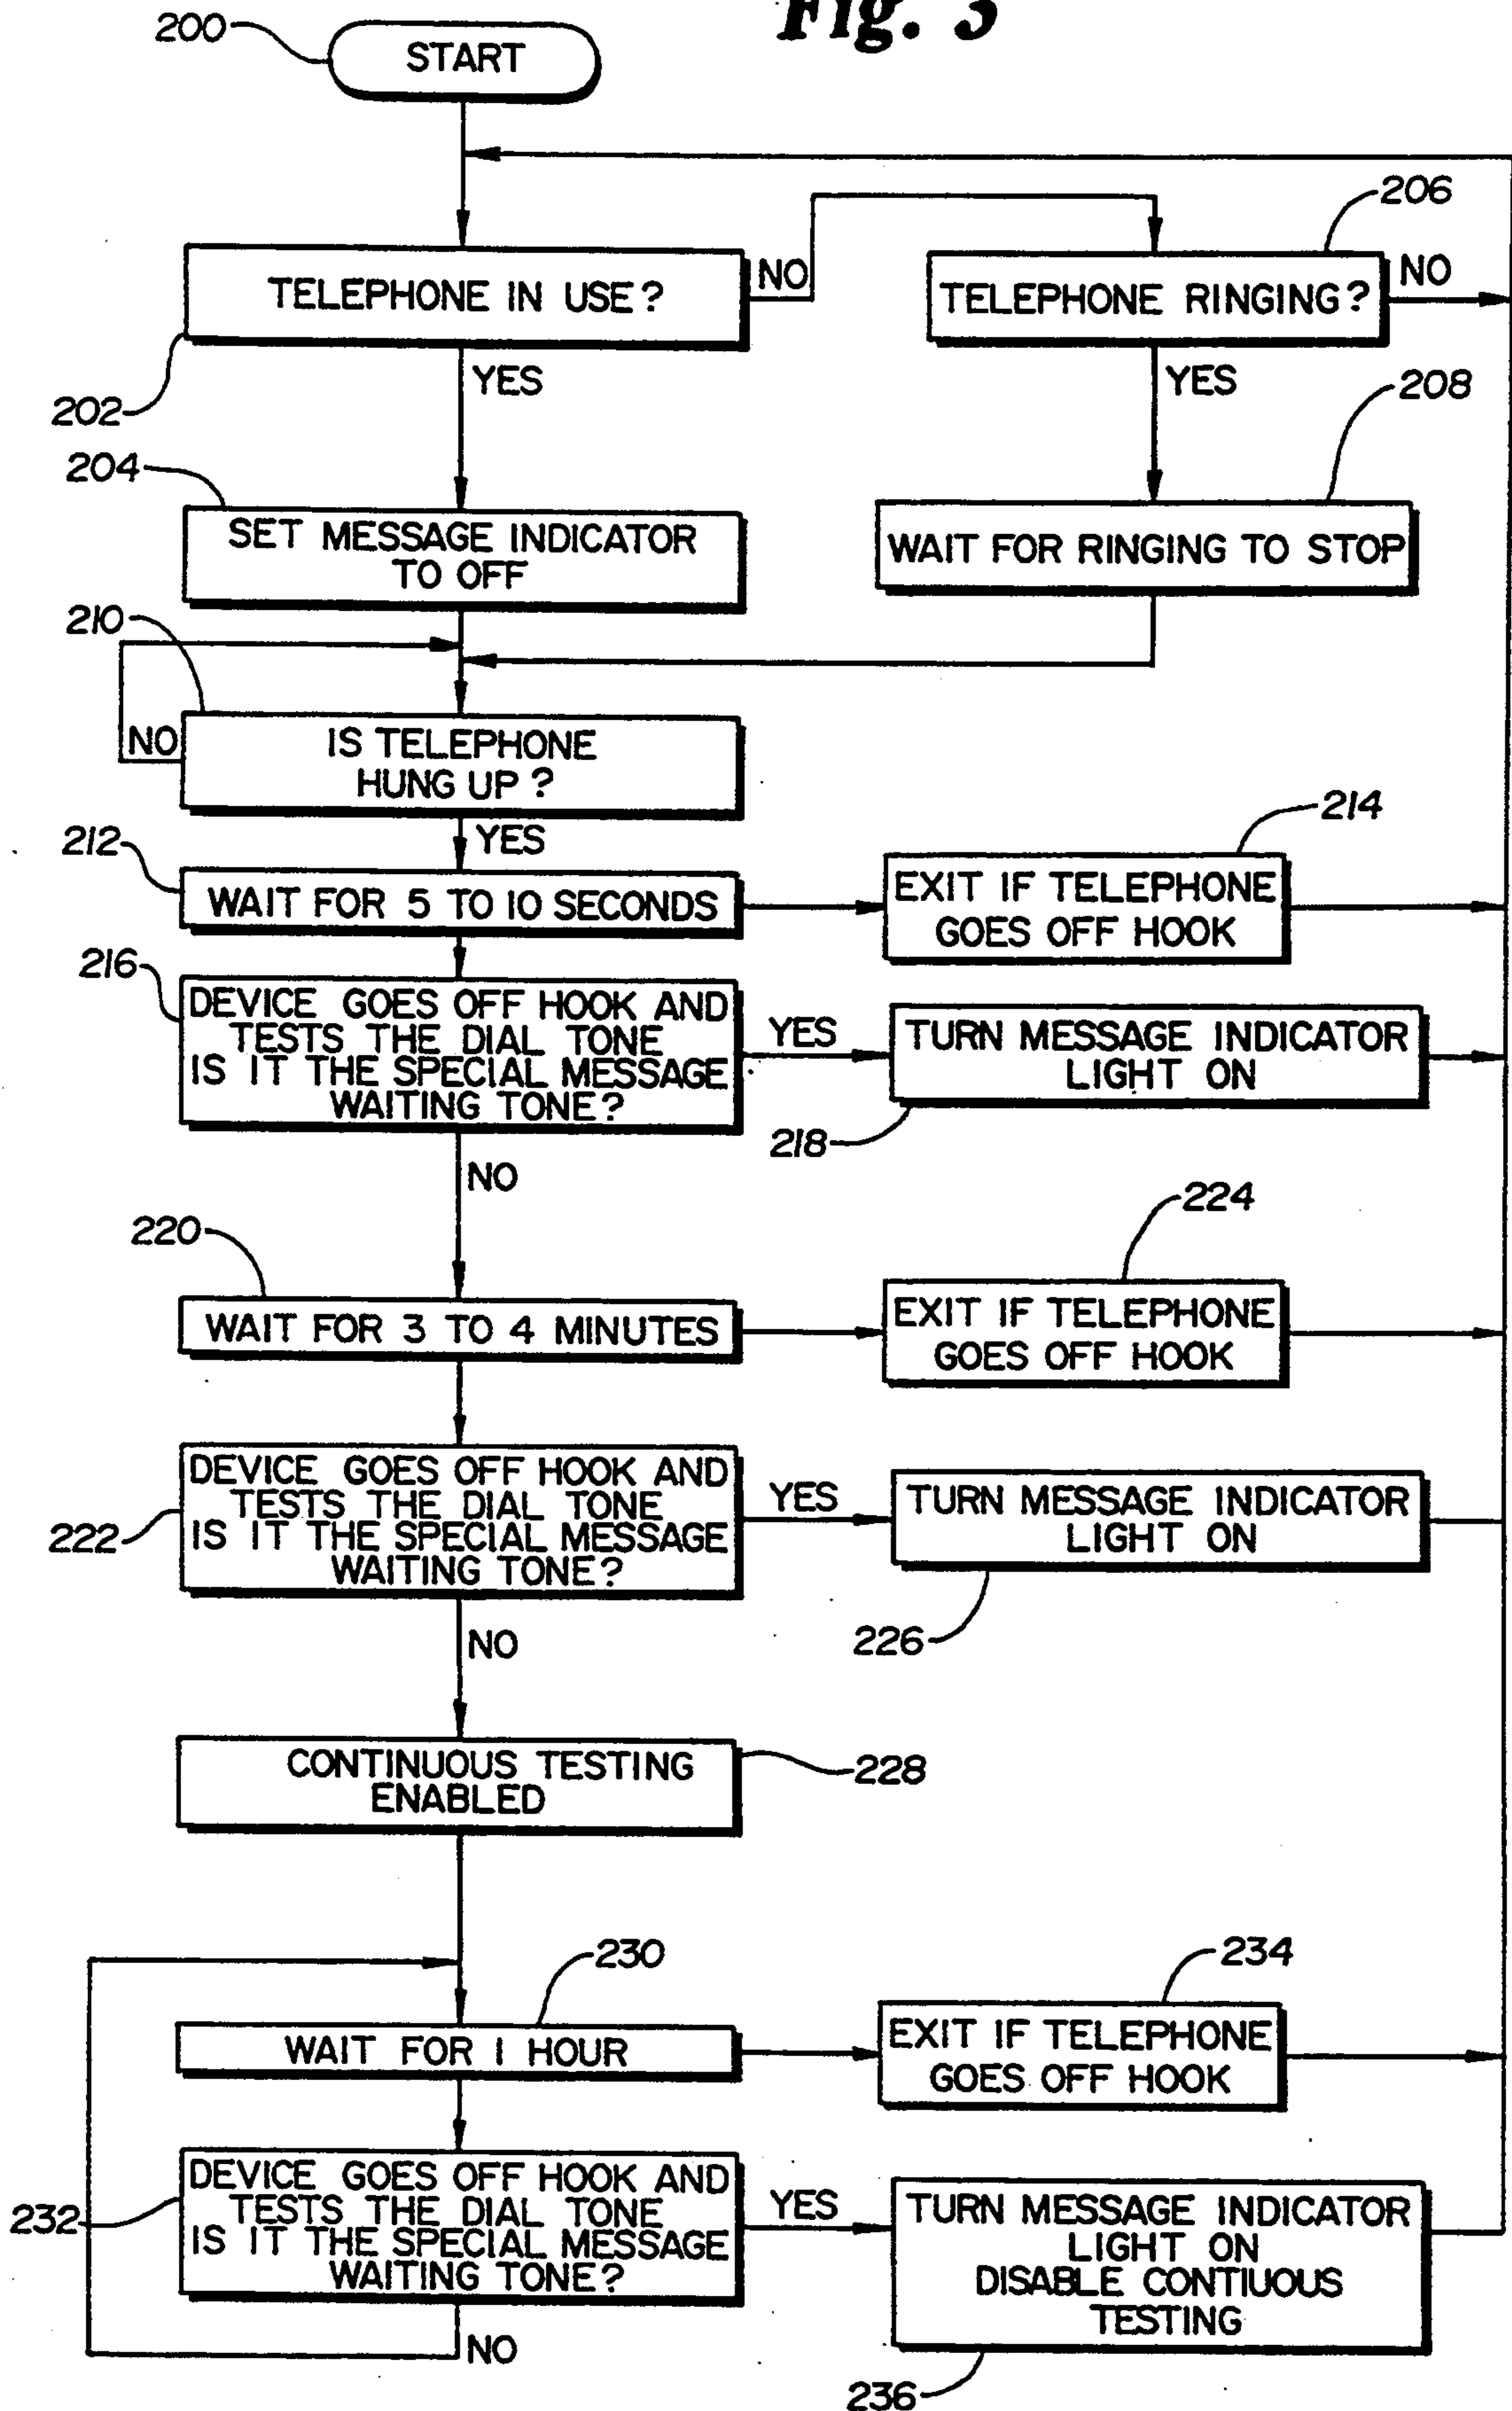 Fig. 3
200
START
206
TELEPHONE IN USE?
NO
TELEPHONE RINGING?
NO
202
YES
YES
208
204
SET MESSAGE INDICATOR
TO OFF
WAIT FOR RINGING TO STOP
210
NO
IS TELEPHONE
HUNG UP?
YES
212
WAIT FOR 5 TO 10 SECONDS
214
EXIT IF TELEPHONE
GOES OFF HOOK
216
DEVICE GOES OFF HOOK AND
TESTS THE DIAL TONE
IS IT THE SPECIAL MESSAGE
WAITING TONE?
YES
TURN MESSAGE INDICATOR
LIGHT ON
218
NO
220
224
WAIT FOR 3 TO 4 MINUTES
EXIT IF TELEPHONE
GOES OFF HOOK
222
DEVICE GOES OFF HOOK AND
TESTS THE DIAL TONE
IS IT THE SPECIAL MESSAGE
WAITING TONE?
YES
TURN MESSAGE INDICATOR
LIGHT ON
226
NO
CONTINUOUS TESTING
ENABLED
228
230
234
WAIT FOR 1 HOUR
EXIT IF TELEPHONE
GOES OFF HOOK
232
DEVICE GOES OFF HOOK AND
TESTS THE DIAL TONE
IS IT THE SPECIAL MESSAGE
WAITING TONE?
YES
TURN MESSAGE INDICATOR
LIGHT ON
DISABLE CONTIUOUS
TESTING
NO
236